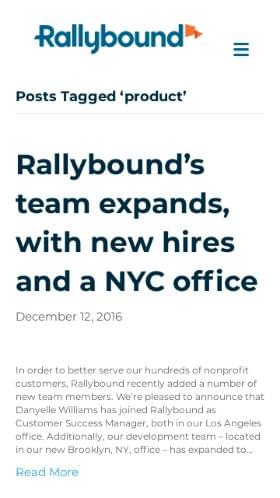 Rallybound
Posts Tagged ‘product’
Rallybound’s
team expands,
with new hires
and a NYC office
December 12, 2016
In order to better serve our hundreds of nonprofit
customers, Rallybound recently added a number of
new team members. We’re pleased to announce that
Danyelle Williams has joined Rallybound as
Customer Success Manager, both in our Los Angeles
office. Additionally, our development team – located
in our new Brooklyn, NY, office – has expanded to...
Read More